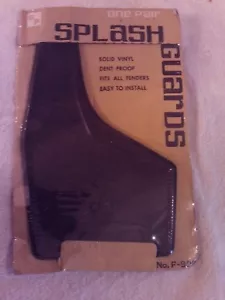 ONE PAIR
SPLASH
GUARDS
SOLID VINYL
DENT PROOF
FITS ALL FENDERS
EASY TO INSTALL